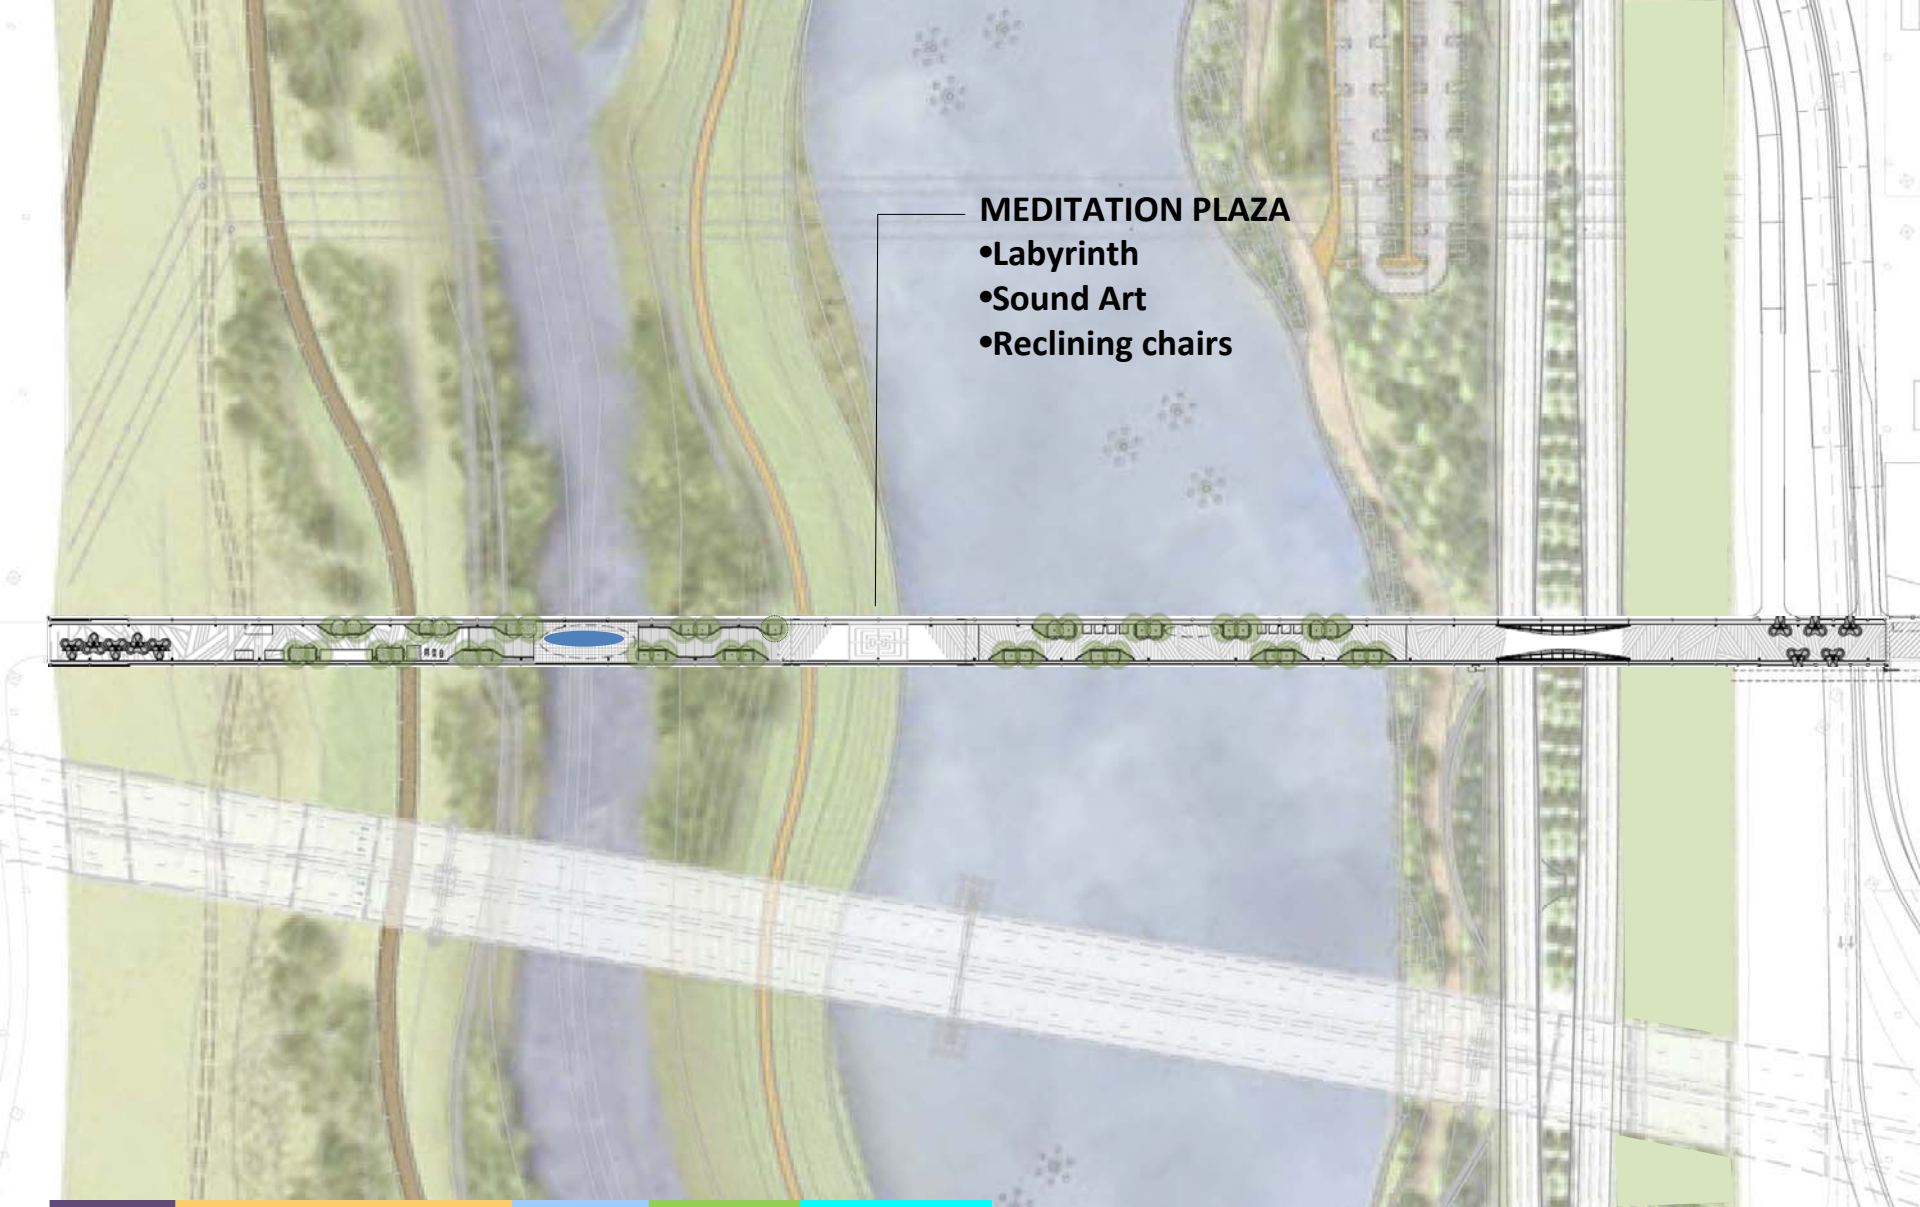 MEDITATION PLAZA
•Labyrinth
•Sound Art
•Reclining chairs